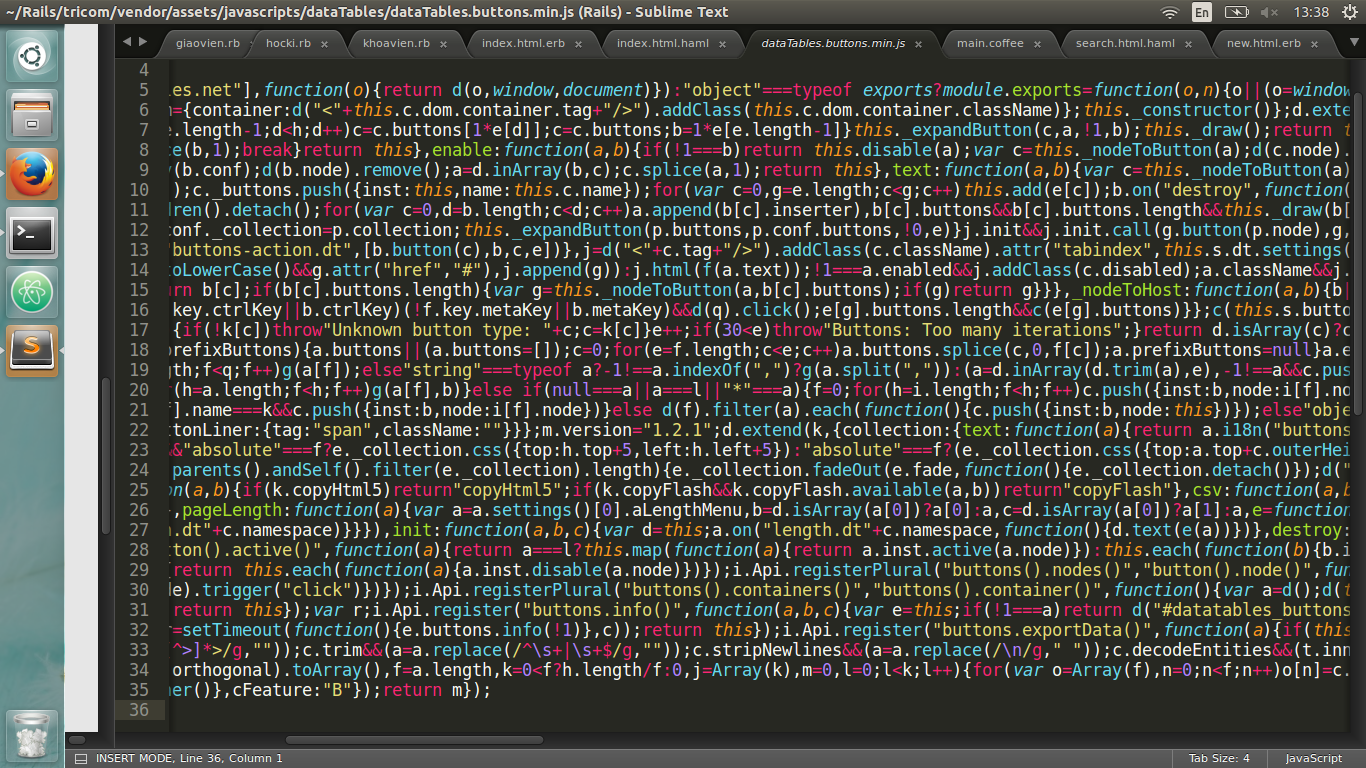 ~/Rails/tricom/vendor/assets/javascripts/dataTables/dataTables.buttons.min.js (Rails) - Sublime Text
En
13:38
giaovien.rb × hocki.rb × khoavien.rb × index.html.erb × index.html.haml × dataTables.buttons.min.js × main.coffee × search.html.haml × new.html.erb ×
4
5 les.net"],function(o){return d(o,window,document)}):"object"===typeof exports?module.exports=function(o,n){o||(o=window
6 ={container:d("<"+this.c.dom.container.tag+"/>").addClass(this.c.dom.container.className)};this._constructor()};d.exte
7 e.length-1;d<h;d++)c=c.buttons[1*e[d]];c=c.buttons;b=1*e[e.length-1]}this._expandButton(c,a,!1,b);this._draw();return t
8 ce(b,1);break}return this},enable:function(a,b){if(!1===b)return this.disable(a);var c=this._nodeToButton(a);d(c.node).
9 y(b.conf);d(b.node).remove();a=d.inArray(b,c);c.splice(a,1);return this},text:function(a,b){var c=this._nodeToButton(a)
10 );c._buttons.push({inst:this,name:this.c.name});for(var c=0,g=e.length;c<g;c++)this.add(e[c]);b.on("destroy",function(
11 dren().detach();for(var c=0,d=b.length;c<d;c++)a.append(b[c].inserter),b[c].buttons&&b[c].buttons.length&&this._draw(b[
12 conf._collection=p.collection;this._expandButton(p.buttons,p.conf.buttons,!0,e)}j.init&&j.init.call(g.button(p.node),g,
13 "buttons-action.dt",[b.button(c),b,c,e])},j=d("<"+c.tag+"/>").addClass(c.className).attr("tabindex",this.s.dt.settings(
14 toLowerCase()&&g.attr("href","#"),j.append(g)):j.html(f(a.text));!1===a.enabled&&j.addClass(c.disabled);a.className&&j.
15 rn b[c];if(b[c].buttons.length){var g=this._nodeToButton(a,b[c].buttons);if(g)return g}}},_nodeToHost:function(a,b){b|
16 .key.ctrlKey||b.ctrlKey)(!f.key.metaKey||b.metaKey)&&d(q).click();e[g].buttons.length&&c(e[g].buttons)}};c(this.s.butto
17 {if(!k[c])throw"Unknown button type: "+c;c=k[c]}e++;if(30<e)throw"Buttons: Too many iterations";}return d.isArray(c)?c
18 prefixButtons){a.buttons||(a.buttons=[]);c=0;for(e=f.length;c<e;c++)a.buttons.splice(c,0,f[c]);a.prefixButtons=null}a.e
19 gth;f<q;f++)g(a[f]);else"string"===typeof a?-1!==a.indexOf(",")?g(a.split(",")):(a=d.inArray(d.trim(a),e),-1!==a&&c.pus
20 r(h=a.length;f<h;f++)g(a[f],b)}else if(null===a||a===l||"*"===a){f=0;for(h=i.length;f<h;f++)c.push({inst:b,node:i[f].no
21 ].name===k&&c.push({inst:b,node:i[f].node})}else d(f).filter(a).each(function(){c.push({inst:b,node:this})});else"obje
22 ttonLiner:{tag:"span",className:""}}};m.version="1.2.1";d.extend(k,{collection:{text:function(a){return a.i18n("buttons
23 &"absolute"===f?e._collection.css({top:h.top+5,left:h.left+5}):"absolute"===f?(e._collection.css({top:a.top+c.outerHei
24 parents().andSelf().filter(e._collection).length){e._collection.fadeOut(e.fade,function(){e._collection.detach()});d("
25 on(a,b){if(k.copyHtml5)return"copyHtml5";if(k.copyFlash&&k.copyFlash.available(a,b))return"copyFlash"},csv:function(a,b
26 ,pageLength:function(a){var a=a.settings()[0].aLengthMenu,b=d.isArray(a[0])?a[0]:a,c=d.isArray(a[0])?a[1]:a,e=function
27 .dt"+c.namespace)}}}),init:function(a,b,c){var d=this;a.on("length.dt"+c.namespace,function(){d.text(e(a))})},destroy:
28 tton().active()",function(a){return a===l?this.map(function(a){return a.inst.active(a.node)}):this.each(function(b){b.i
29 return this.each(function(a){a.inst.disable(a.node)})});i.Api.registerPlural("buttons().nodes()","button().node()",fun
30 de).trigger("click")})});i.Api.registerPlural("buttons().containers()","buttons().container()",function(){var a=d();d(t
31 return this});var r;i.Api.register("buttons.info()",function(a,b,c){var e=this;if(!1===a)return d("#datatables_buttons
32 r=setTimeout(function(){e.buttons.info(!1)},c));return this});i.Api.register("buttons.exportData()",function(a){if(this
33 ^>]*>/g,""));c.trim&&(a=a.replace(/^\s+|\s+$/g,""));c.stripNewlines&&(a=a.replace(/\n/g," "));c.decodeEntities&&(t.inn
34 orthogonal).toArray(),f=a.length,k=0<f?h.length/f:0,j=Array(k),m=0,l=0;l<k;l++){for(var o=Array(f),n=0;n<f;n++)o[n]=c.
35 ner()},cFeature:"B"});return m});
36
INSERT MODE, Line 36, Column 1
Tab Size: 4
JavaScript